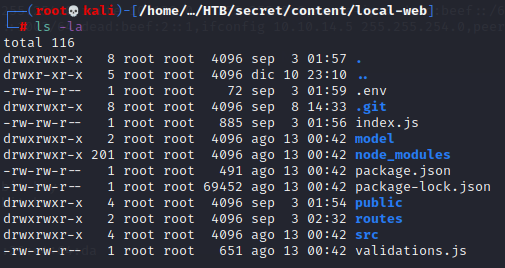 (root💀kali)-[/home/…/HTB/secret/content/local-web]
# ls -la
total 116
drwxrwxr-x 8 root root 4096 sep 3 01:57 .
drwxr-xr-x 5 root root 4096 dic 10 23:10 ..
-rw-rw-r-- 1 root root 72 sep 3 01:59 .env
drwxrwxr-x 8 root root 4096 sep 8 14:33 .git
-rw-rw-r-- 1 root root 885 sep 3 01:56 index.js
drwxrwxr-x 2 root root 4096 ago 13 00:42 model
drwxrwxr-x 201 root root 4096 ago 13 00:42 node_modules
-rw-rw-r-- 1 root root 491 ago 13 00:42 package.json
-rw-rw-r-- 1 root root 69452 ago 13 00:42 package-lock.json
drwxrwxr-x 4 root root 4096 sep 3 01:54 public
drwxrwxr-x 2 root root 4096 sep 3 02:32 routes
drwxrwxr-x 4 root root 4096 ago 13 00:42 src
-rw-rw-r-- 1 root root 651 ago 13 00:42 validations.js